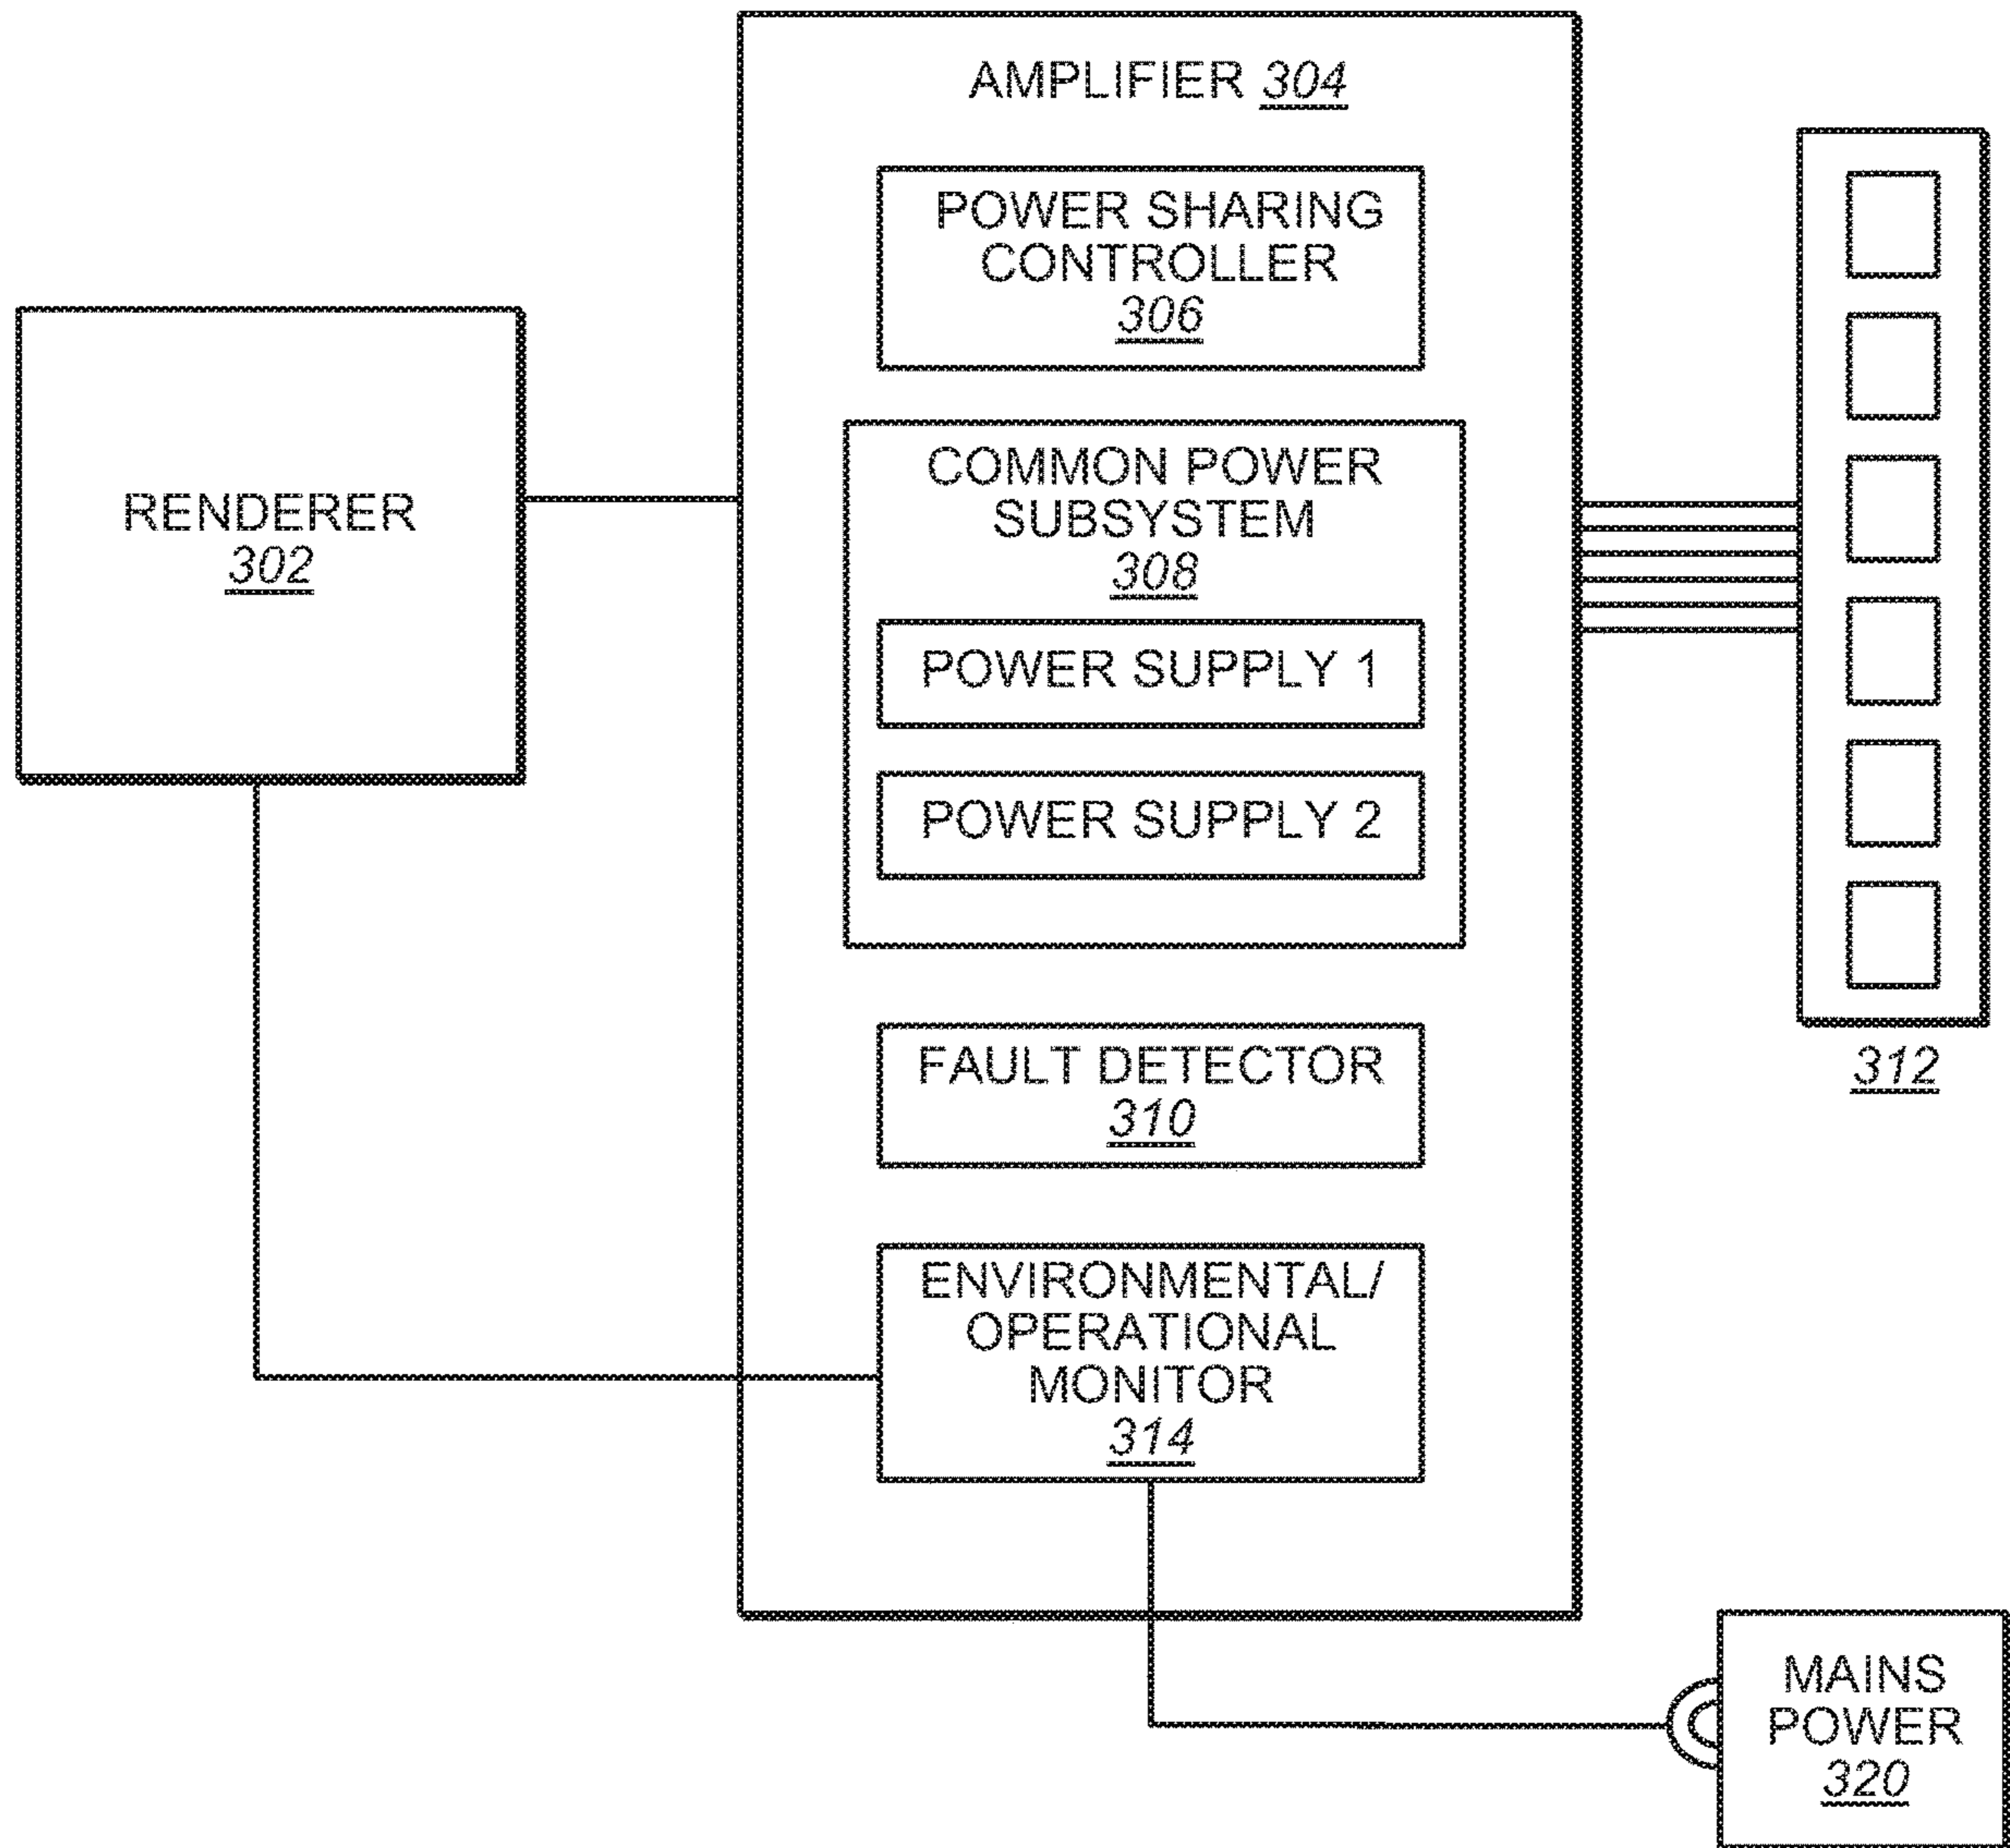 AMPLIFIER 304
POWER SHARING
CONTROLLER
306
RENDERER
302
COMMON POWER
SUBSYSTEM
308
POWER SUPPLY 1
POWER SUPPLY 2
FAULT DETECTOR
310
312
ENVIRONMENTAL/
OPERATIONAL
MONITOR
314
MAINS
POWER
320